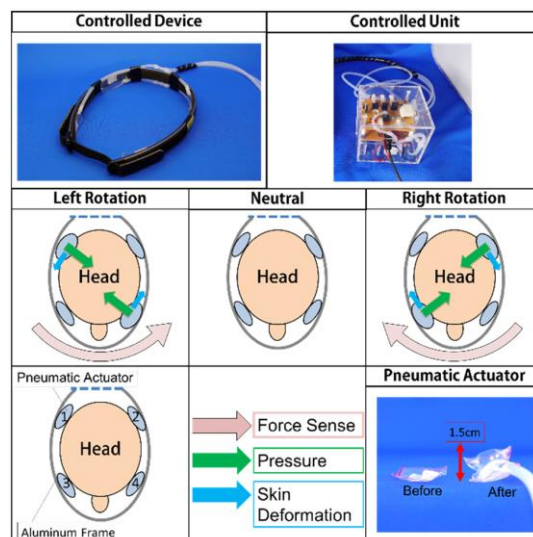 Controlled Device
Controlled Unit
Left Rotation
Neutral
Right Rotation
Head
Head
Head
Pneumatic Actuator
1
2
Head
3
4
Aluminum Frame
Force Sense
Pressure
Skin
Deformation
Pneumatic Actuator
1.5cm
Before
After